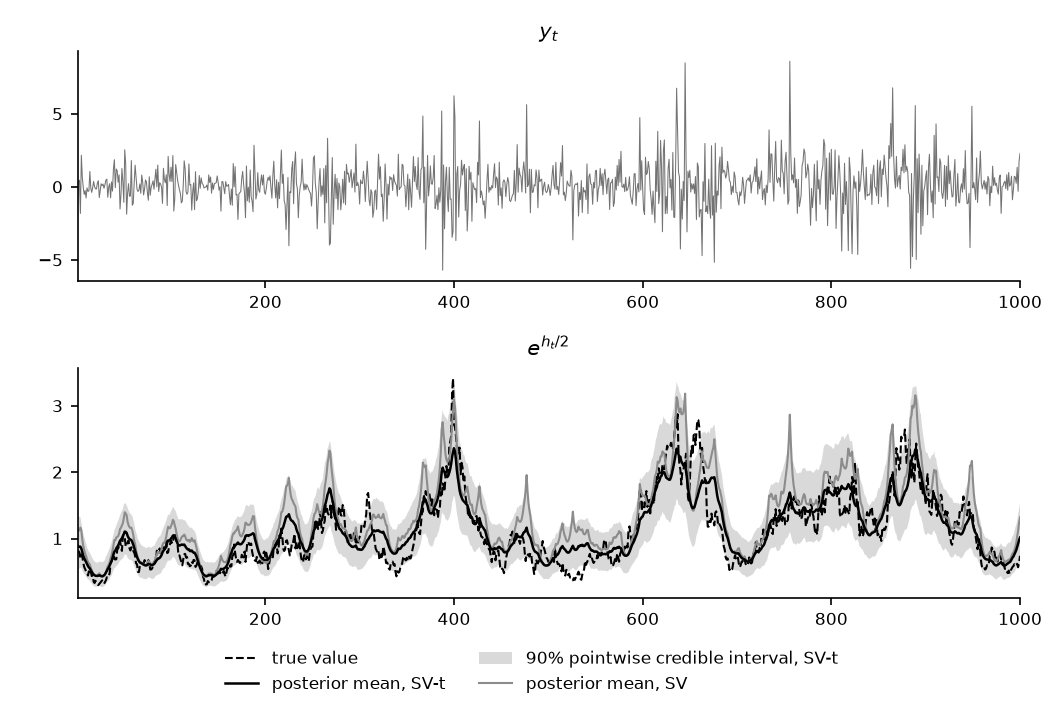 y_t
5
0
−5
200 400 600 800 1000
e^{h_t/2}
3
2
1
200 400 600 800 1000
true value 90% pointwise credible interval, SV-t
posterior mean, SV-t posterior mean, SV